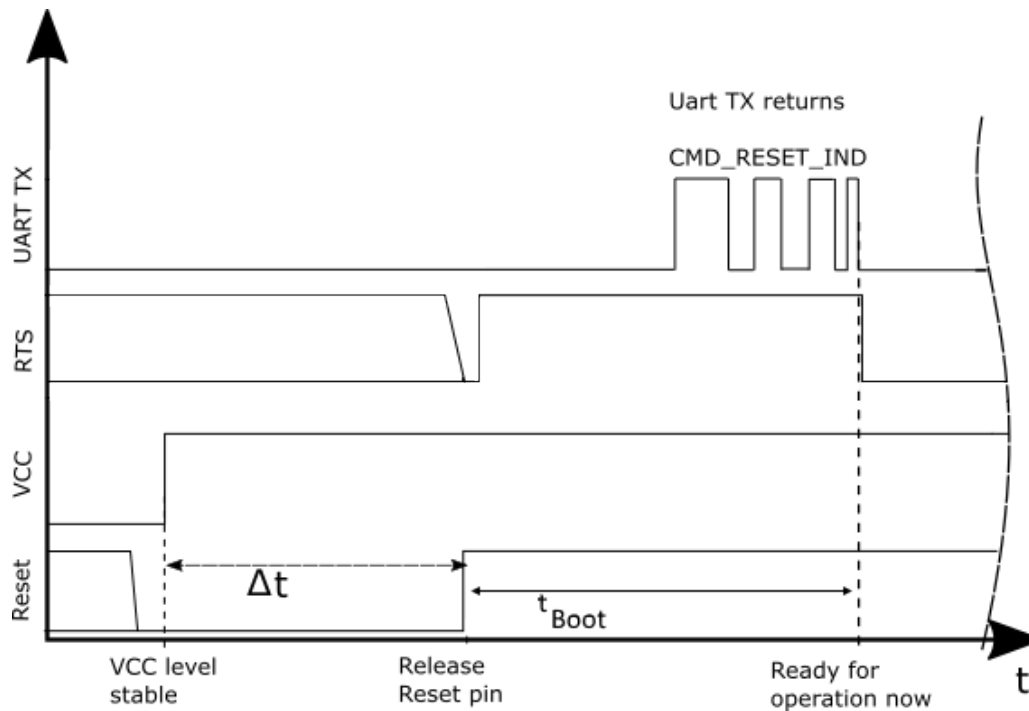 Uart TX returns
CMD_RESET_IND
UART TX
RTS
VCC
Reset
Δt
t Boot
VCC level
stable
Release
Reset pin
Ready for
operation now
t